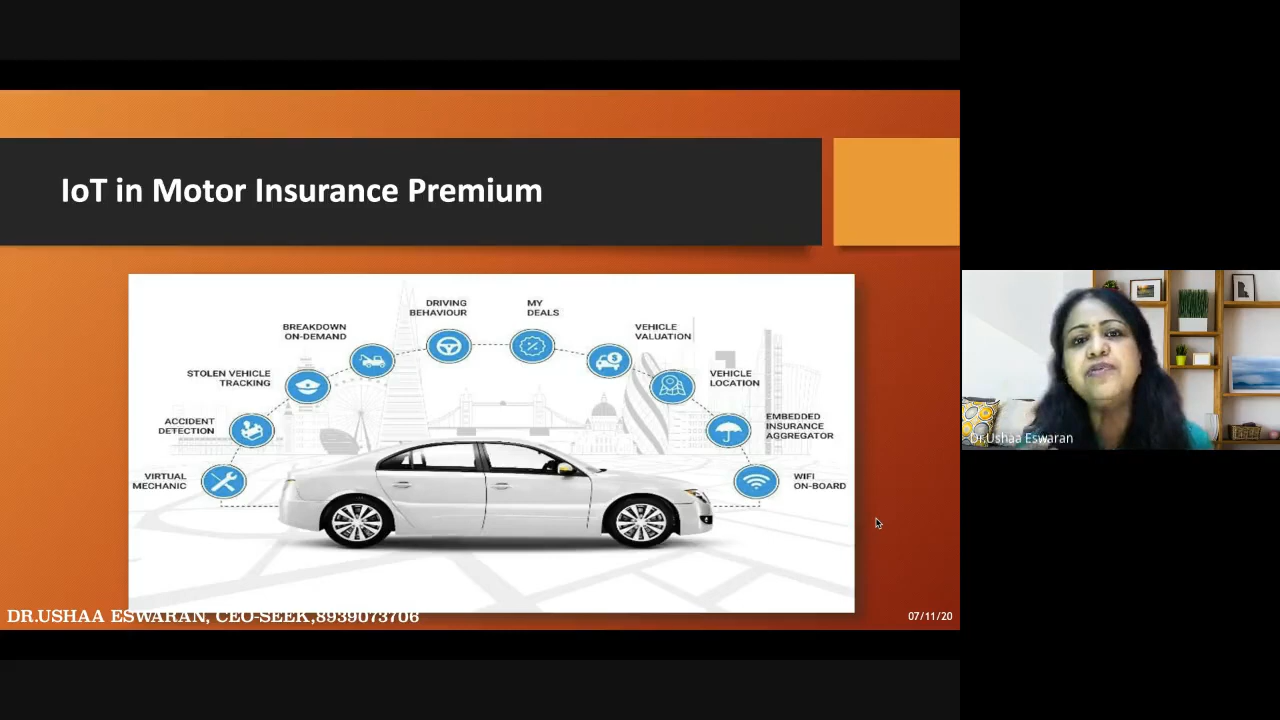 IoT in Motor Insurance Premium
DRIVING
BEHAVIOUR
MY
DEALS
BREAKDOWN
ON-DEMAND
VEHICLE
VALUATION
STOLEN VEHICLE
TRACKING
VEHICLE
LOCATION
ACCIDENT
DETECTION
EMBEDDED
INSURANCE
AGGREGATOR
VIRTUAL
MECHANIC
WIFI
ON-BOARD
Dr.Ushaa Eswaran
DR.USHAA ESWARAN, CEO-SEEK,8939073706
07/11/20